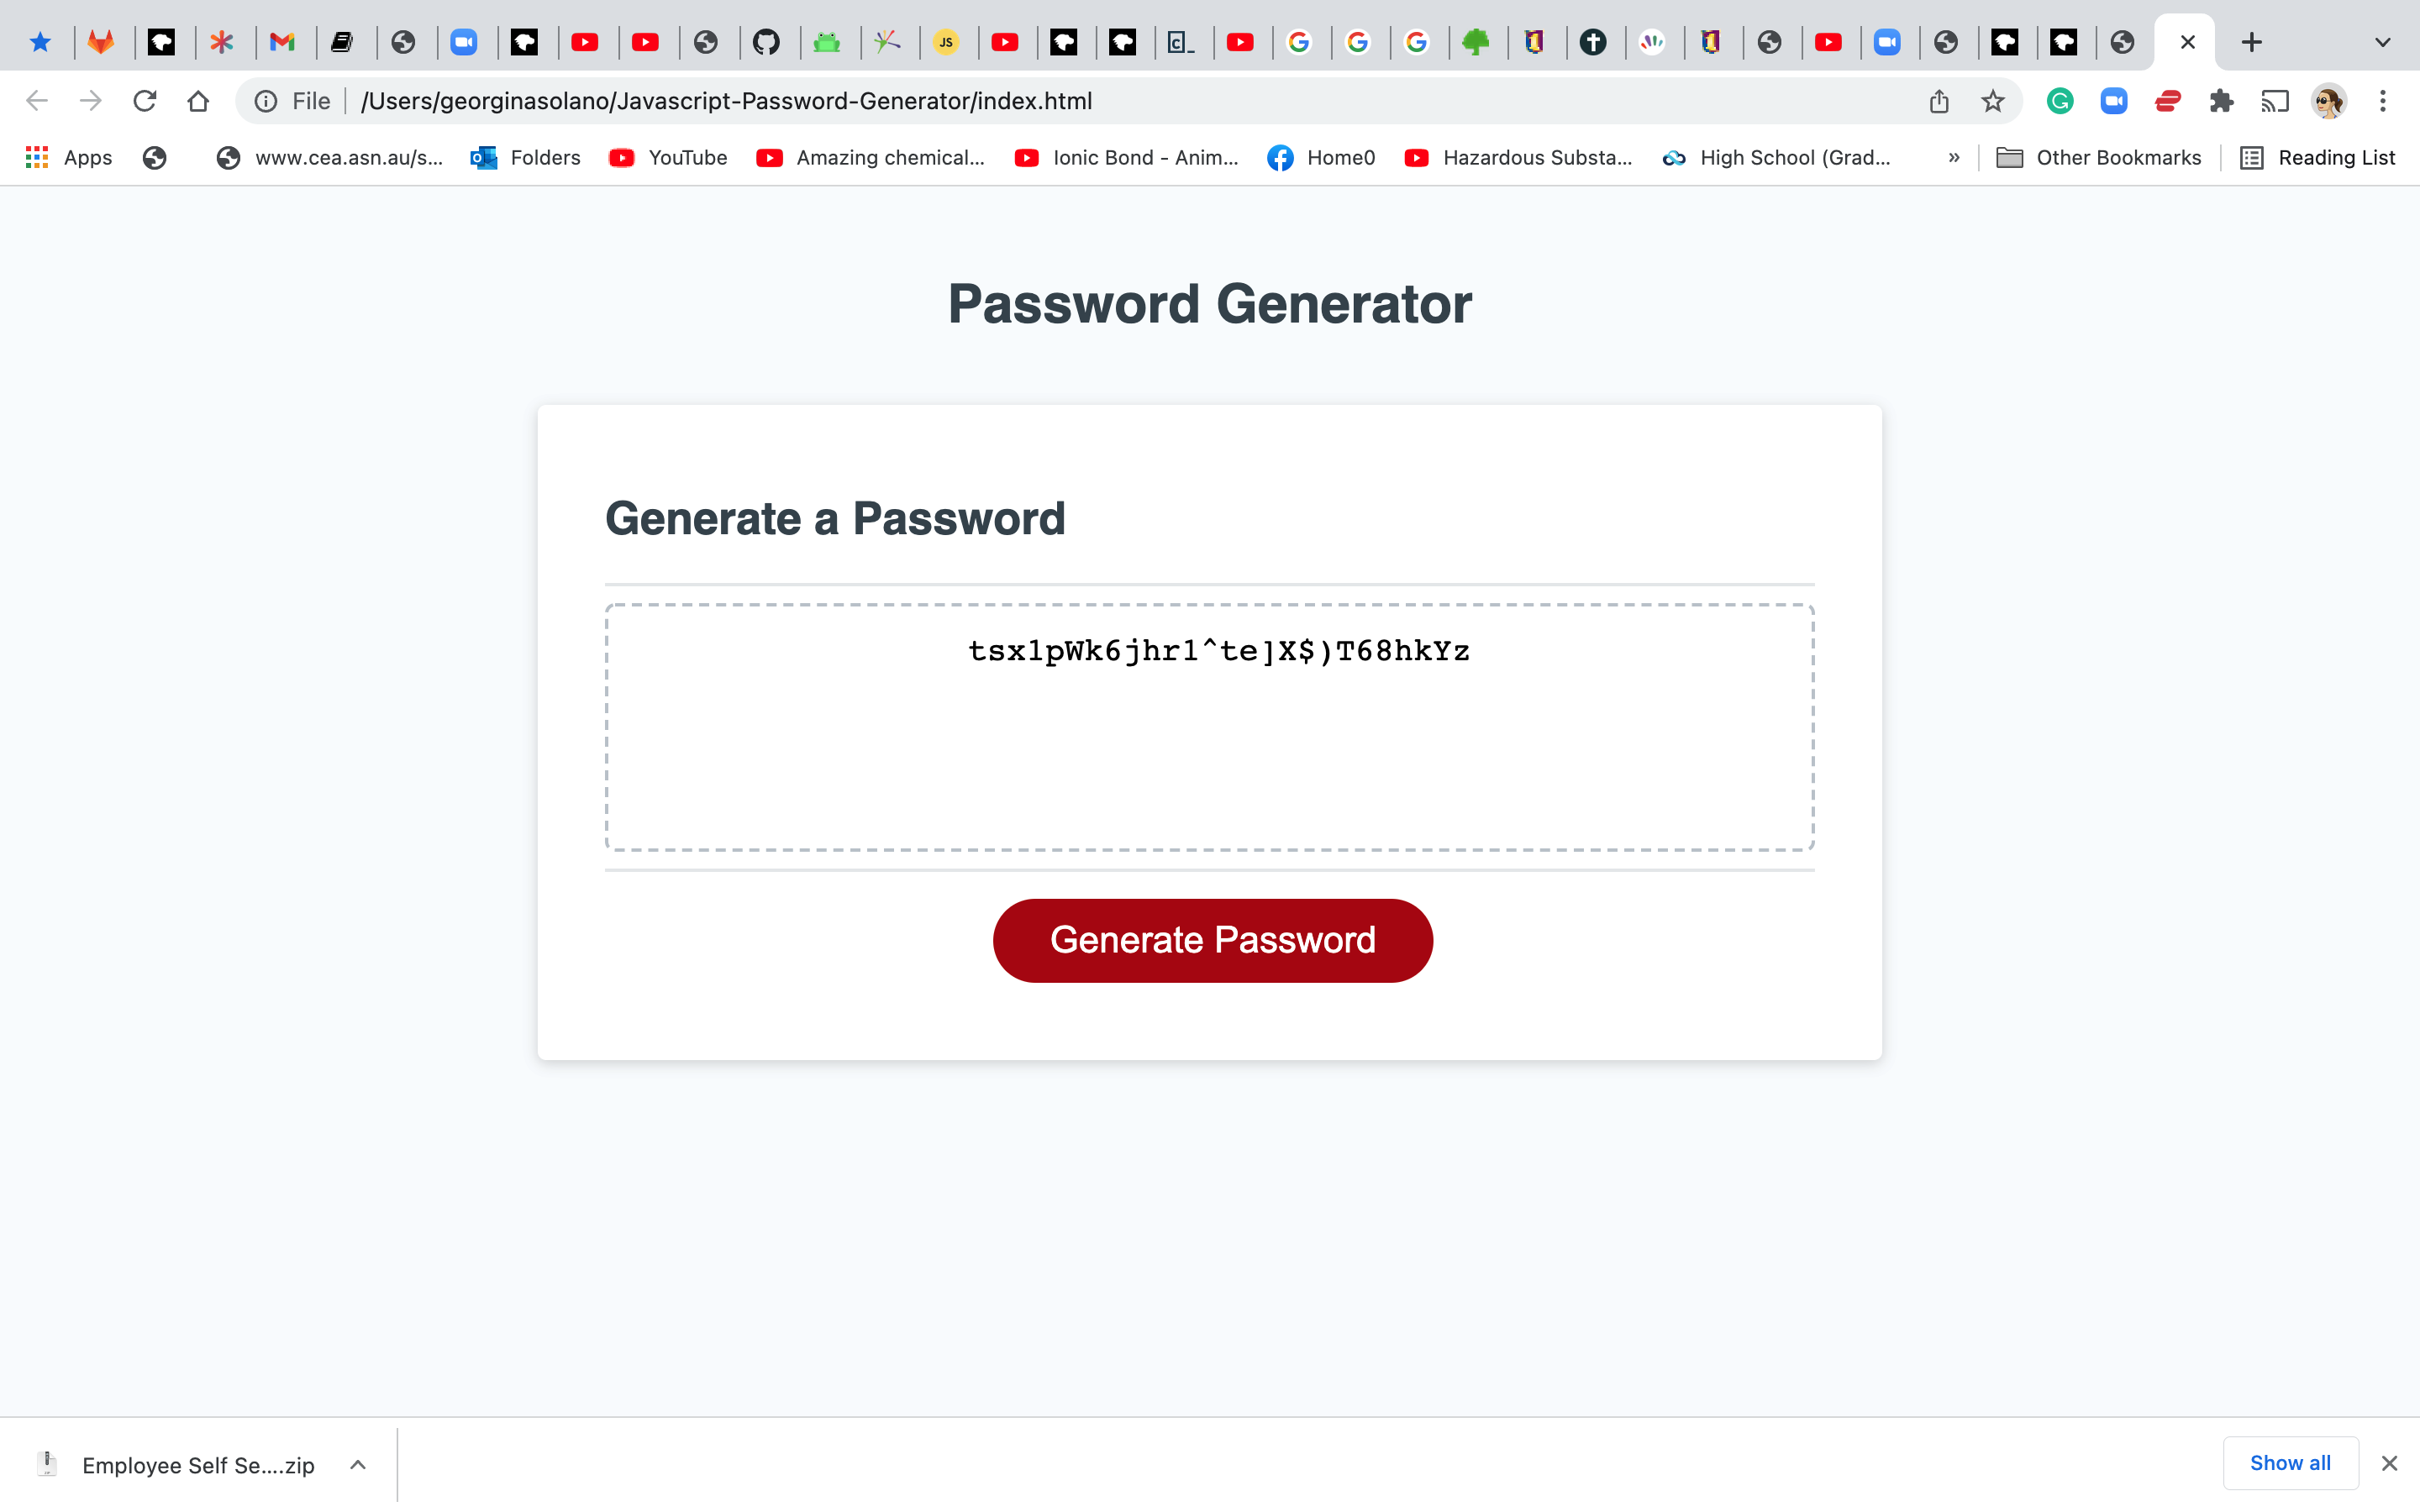 JS
C_
File
/Users/georginasolano/Javascript-Password-Generator/index.html
Apps
www.cea.asn.au/s...
Folders
YouTube
Amazing chemical...
Ionic Bond - Anim...
Home0
Hazardous Substa...
High School (Grad...
»
Other Bookmarks
Reading List
Password Generator
Generate a Password
tsx1pWk6jhr1^te]X$)T68hkYz
Generate Password
Employee Self Se....zip
Show all